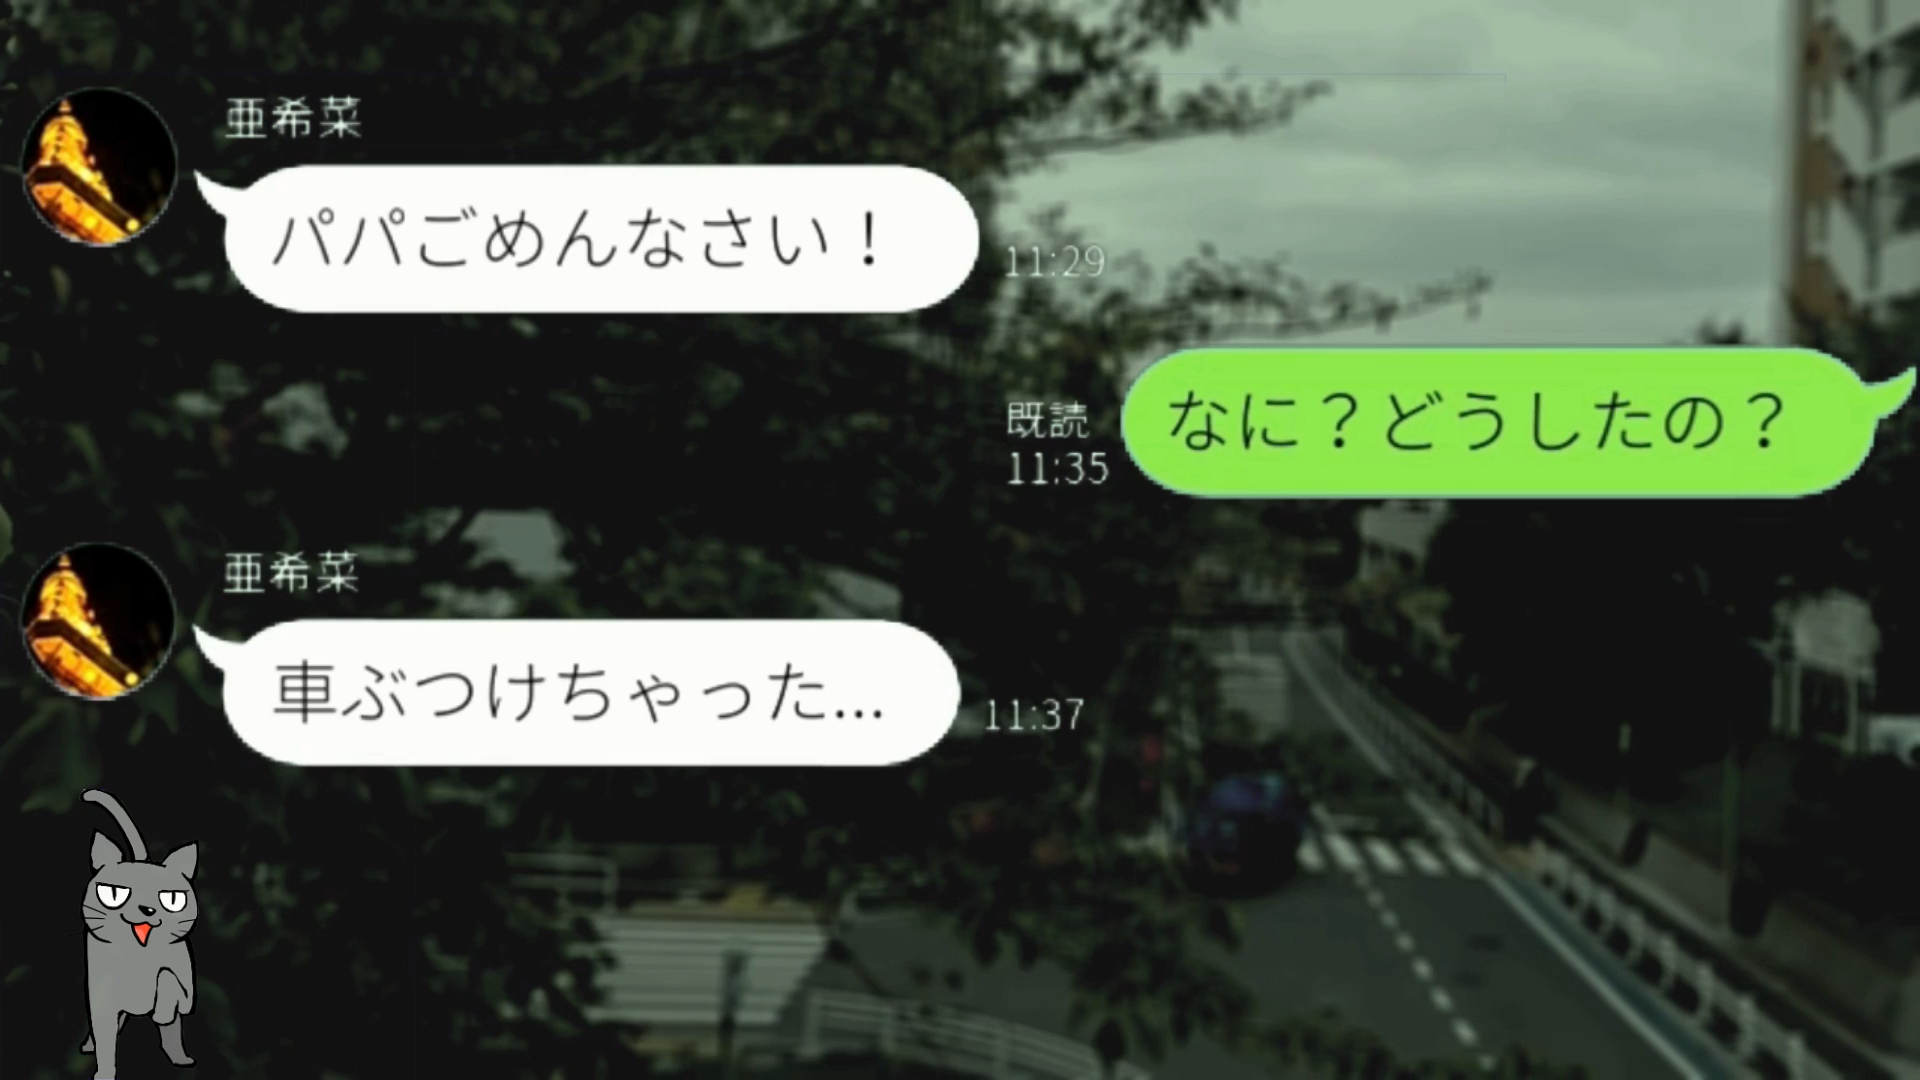 亜希菜
パパごめんなさい！
11:29
なに？どうしたの？
既読
11:35
亜希菜
車ぶつけちゃった...
11:37